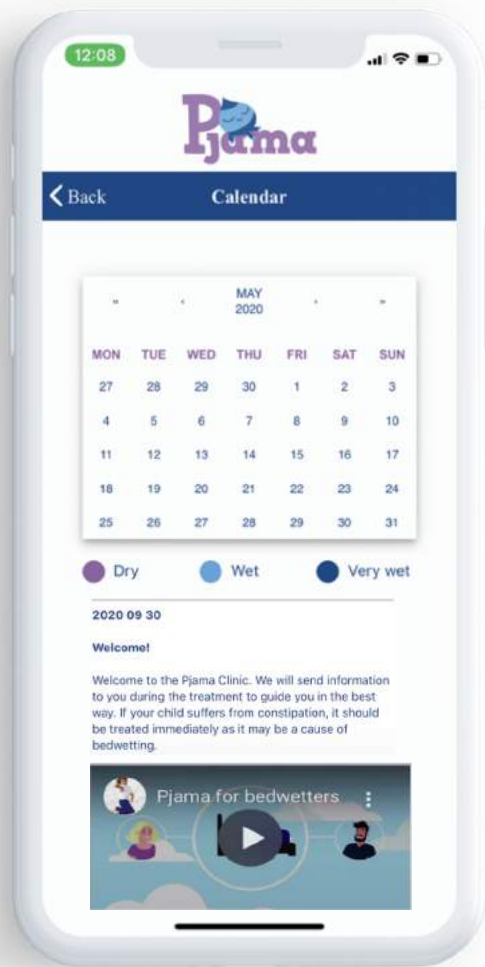 12:08
Pjama
Back Calendar
« ‹ MAY › »
2020
MON TUE WED THU FRI SAT SUN
27 28 29 30 1 2 3
4 5 6 7 8 9 10
11 12 13 14 15 16 17
18 19 20 21 22 23 24
25 26 27 28 29 30 31
Dry Wet Very wet
2020 09 30
Welcome!
Welcome to the Pjama Clinic. We will send information
to you during the treatment to guide you in the best
way. If your child suffers from constipation, it should
be treated immediately as it may be a cause of
bedwetting.
Pjama for bedwetters